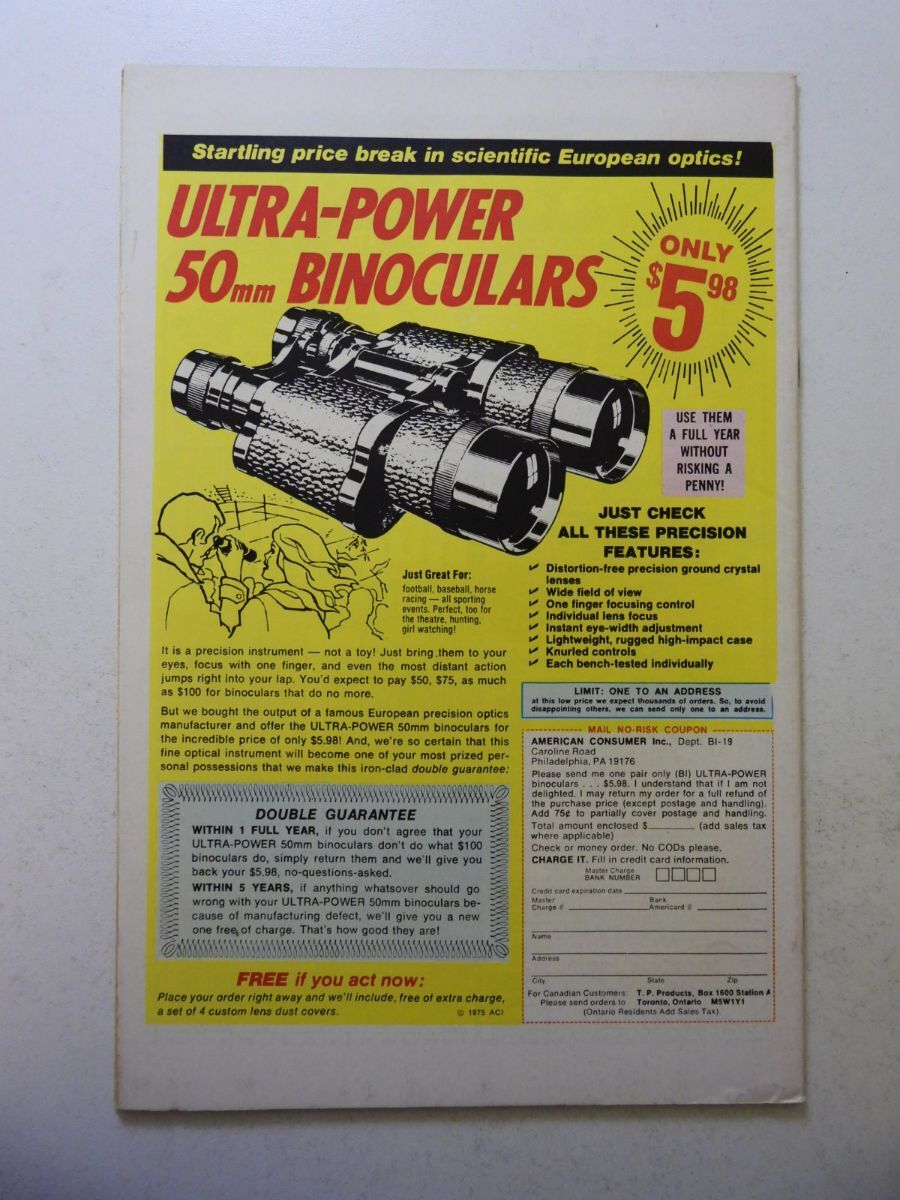 Startling price break in scientific European optics!
ULTRA-POWER
50mm BINOCULARS
ONLY
$5 98
USE THEM
A FULL YEAR
WITHOUT
RISKING A
PENNY!
JUST CHECK
ALL THESE PRECISION
FEATURES:
Distortion-free precision ground crystal
lenses
Wide field of view
One finger focusing control
Individual lens focus
Instant eye-width adjustment
Lightweight, rugged high-impact case
Knurled controls
Each bench-tested individually
Just Great For:
football, baseball, horse
racing — all sporting
events. Perfect, too for
the theatre, hunting,
girl watching!
It is a precision instrument — not a toy! Just bring them to your
eyes, focus with one finger, and even the most distant action
jumps right into your lap. You'd expect to pay $50, $75, as much
as $100 for binoculars that do no more.
But we bought the output of a famous European precision optics
manufacturer and offer the ULTRA-POWER 50mm binoculars for
the incredible price of only $5.98! And, we're so certain that this
fine optical instrument will become one of your most prized per-
sonal possessions that we make this iron-clad double guarantee:
DOUBLE GUARANTEE
WITHIN 1 FULL YEAR, if you don't agree that your
ULTRA-POWER 50mm binoculars don't do what $100
binoculars do, simply return them and we'll give you
back your $5.98, no-questions-asked.
WITHIN 5 YEARS, if anything whatsover should go
wrong with your ULTRA-POWER 50mm binoculars be-
cause of manufacturing defect, we'll give you a new
one free of charge. That's how good they are!
FREE if you act now:
Place your order right away and we'll include, free of extra charge,
a set of 4 custom lens dust covers.
© 1975 ACI
LIMIT: ONE TO AN ADDRESS
at this low price we expect thousands of orders. So, to avoid
disappointing others, we can send only one to an address.
MAIL NO-RISK COUPON
AMERICAN CONSUMER Inc., Dept. BI-19
Caroline Road
Philadelphia, PA 19176
Please send me one pair only (BI) ULTRA-POWER
binoculars . . . $5.98. I understand that if I am not
delighted, I may return my order for a full refund of
the purchase price (except postage and handling).
Add 75¢ to partially cover postage and handling.
Total amount enclosed $ (add sales tax
where applicable)
Check or money order. No CODs please.
CHARGE IT. Fill in credit card information.
Master Charge
BANK NUMBER
Credit card expiration date
Master Bank
Charge # Americard #
Name
Address
City State Zip
For Canadian Customers: T. P. Products, Box 1600 Station A
Please send orders to Toronto, Ontario M5W1Y1
(Ontario Residents Add Sales Tax).